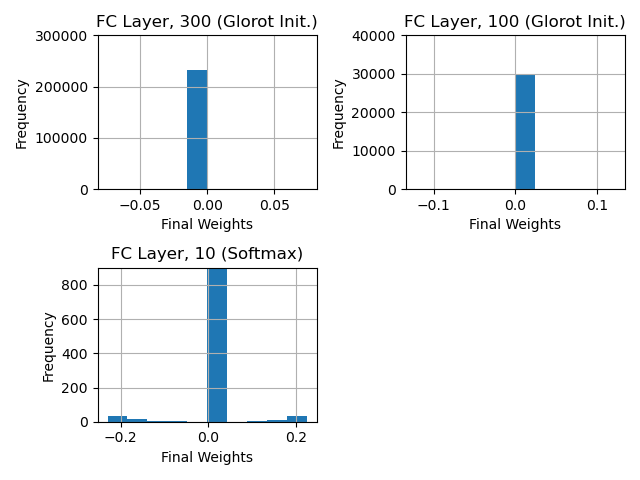 FC Layer, 300 (Glorot Init.)
300000
200000
100000
0
Frequency
−0.05
0.00
0.05
Final Weights
FC Layer, 100 (Glorot Init.)
40000
30000
20000
10000
0
Frequency
−0.1
0.0
0.1
Final Weights
FC Layer, 10 (Softmax)
800
600
400
200
0
Frequency
−0.2
0.0
0.2
Final Weights